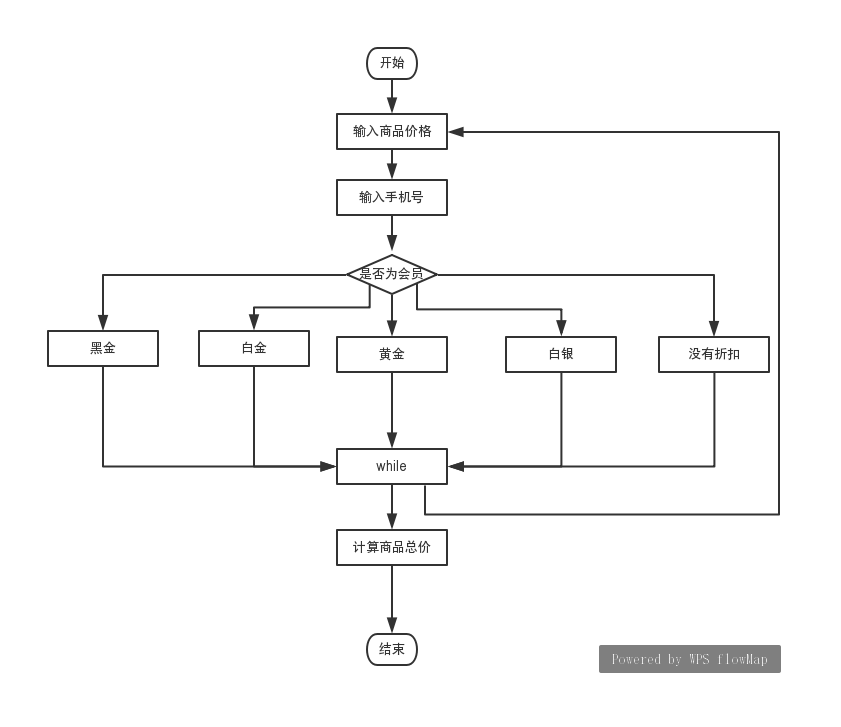 开始
输入商品价格
输入手机号
是否为会员
黑金
白金
黄金
白银
没有折扣
while
计算商品总价
结束
Powered by WPS flowMap